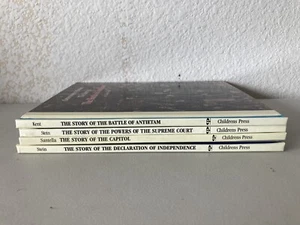 Kent THE STORY OF THE BATTLE OF ANTIETAM Childrens Press
Stein THE STORY OF THE POWERS OF THE SUPREME COURT Childrens Press
Santella THE STORY OF THE CAPITOL Childrens Press
Stein THE STORY OF THE DECLARATION OF INDEPENDENCE Childrens Press